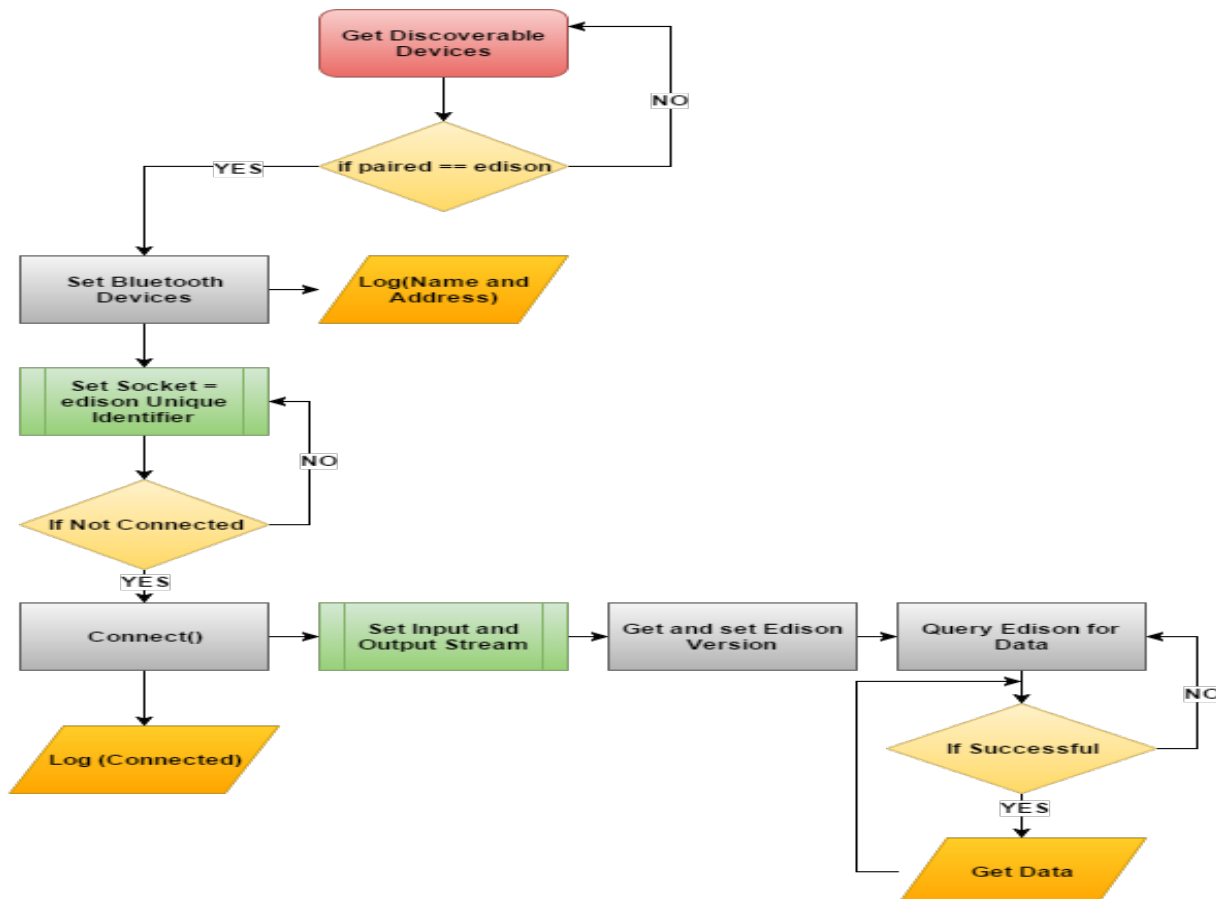 Get Discoverable
Devices
NO
if paired == edison
YES
Set Bluetooth
Devices
Log(Name and
Address)
Set Socket =
edison Unique
Identifier
NO
If Not Connected
YES
Connect()
Set Input and
Output Stream
Get and set Edison
Version
Query Edison for
Data
NO
Log (Connected)
If Successful
YES
Get Data